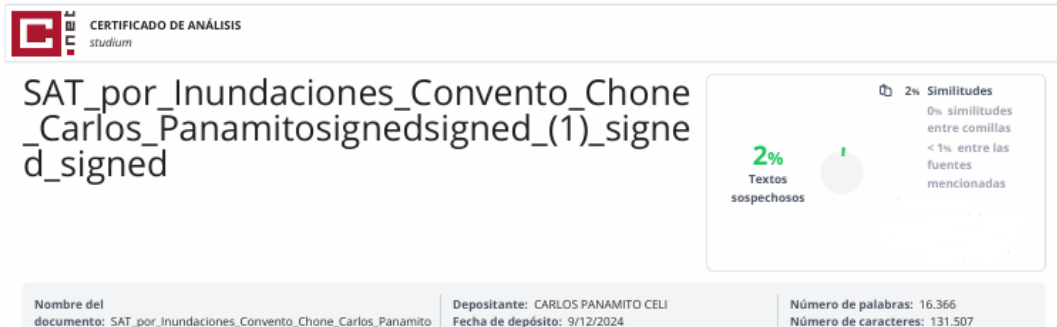 C.net
CERTIFICADO DE ANÁLISIS
studium
SAT_por_Inundaciones_Convento_Chone
_Carlos_Panamitosignedsigned_(1)_signe
d_signed
2%
Textos
sospechosos
2% Similitudes
0% similitudes
entre comillas
< 1% entre las
fuentes
mencionadas
Nombre del
documento: SAT_por_Inundaciones_Convento_Chone_Carlos_Panamito
Depositante: CARLOS PANAMITO CELI
Fecha de depósito: 9/12/2024
Número de palabras: 16.366
Número de caracteres: 131.507